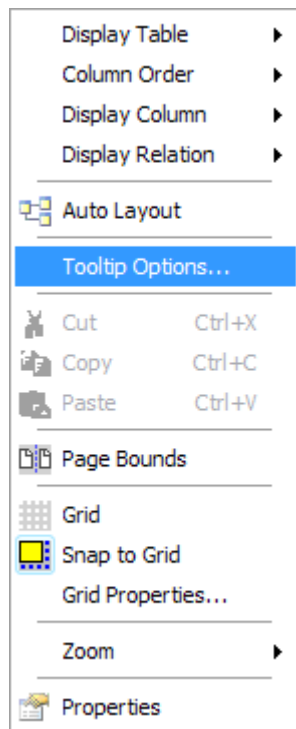 Display Table
Column Order
Display Column
Display Relation
Auto Layout
Tooltip Options...
Cut Ctrl+X
Copy Ctrl+C
Paste Ctrl+V
Page Bounds
Grid
Snap to Grid
Grid Properties...
Zoom
Properties